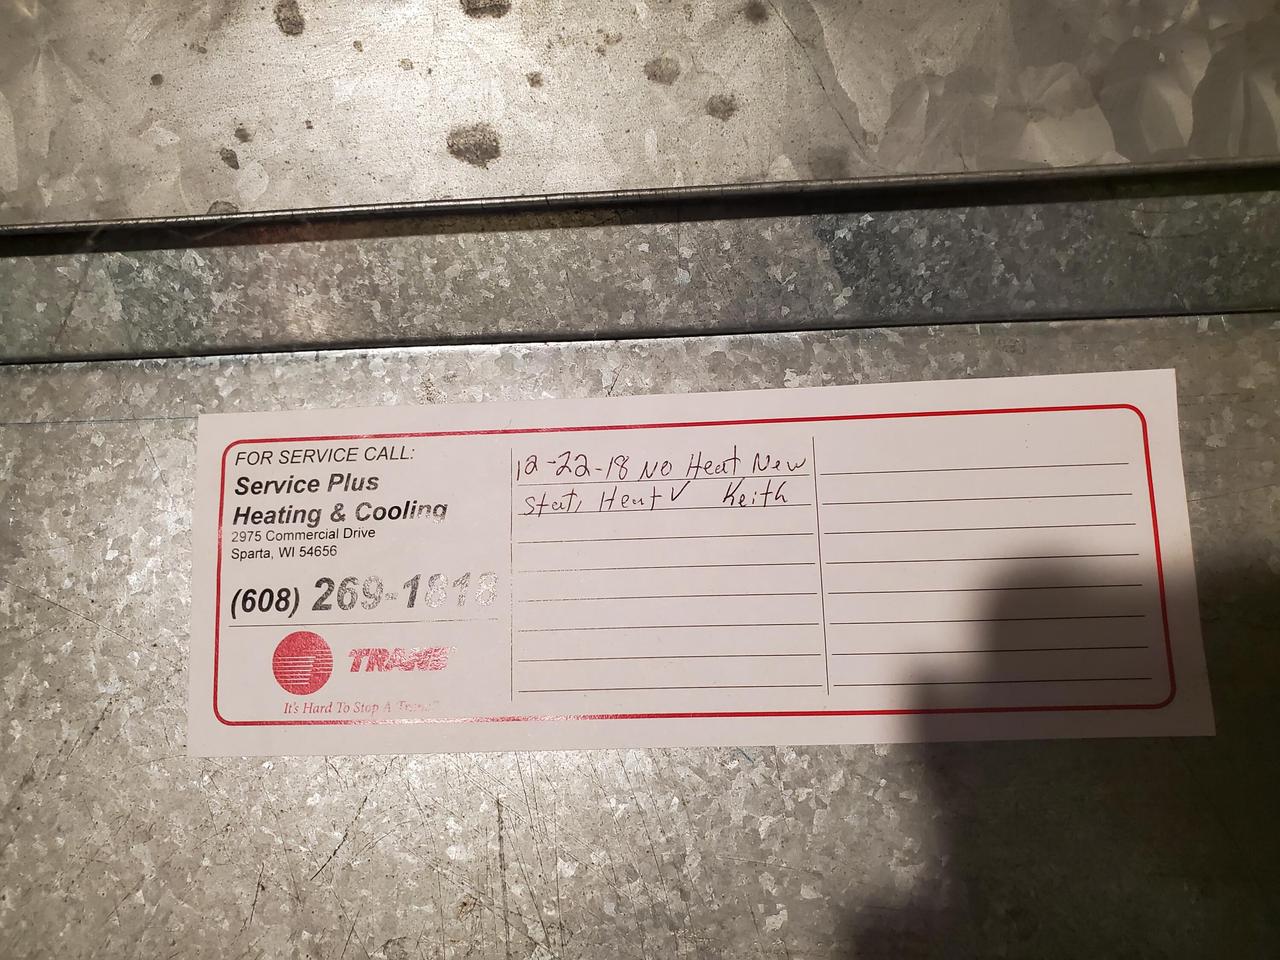 FOR SERVICE CALL:
Service Plus
Heating & Cooling
2975 Commercial Drive
Sparta, WI 54656
(608) 269-1818
TRANE
It's Hard To Stop A Trane.®
12-22-18 No Heat New
Stat, Heat ✓ Keith